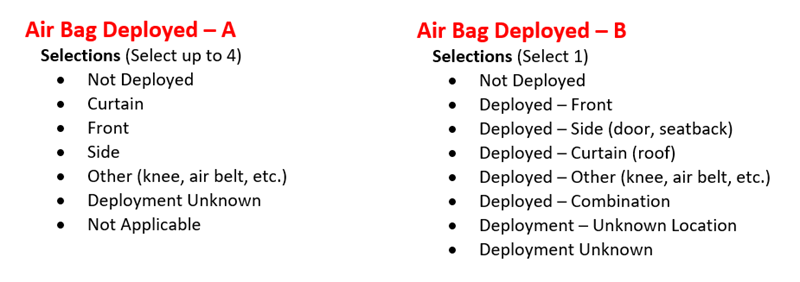 Air Bag Deployed – A
Selections (Select up to 4)
• Not Deployed
• Curtain
• Front
• Side
• Other (knee, air belt, etc.)
• Deployment Unknown
• Not Applicable
Air Bag Deployed – B
Selections (Select 1)
• Not Deployed
• Deployed – Front
• Deployed – Side (door, seatback)
• Deployed – Curtain (roof)
• Deployed – Other (knee, air belt, etc.)
• Deployed – Combination
• Deployment – Unknown Location
• Deployment Unknown